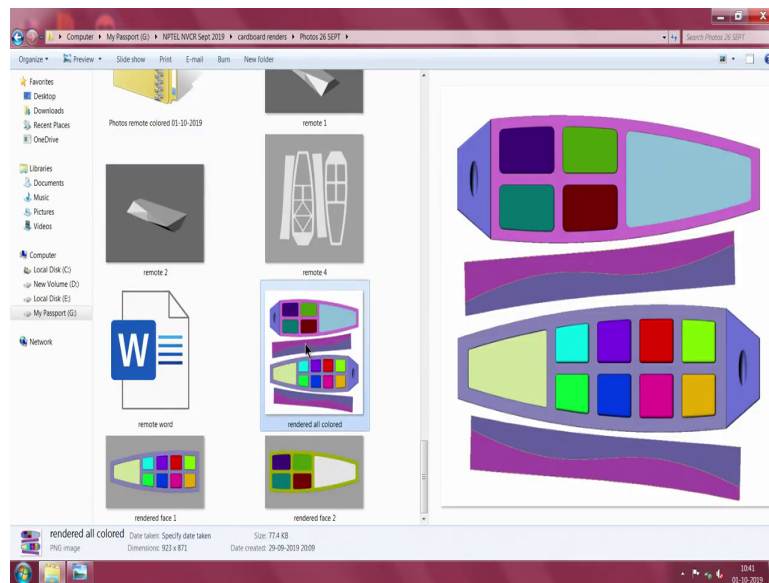 Computer ▸ My Passport (G:) ▸ NPTEL NVCR Sept 2019 ▸ cardboard renders ▸ Photos 26 SEPT ▸
Search Photos 26 SEPT
Organize ▾ Preview ▾ Slide show Print E-mail Burn New folder
Favorites
Desktop
Downloads
Recent Places
OneDrive
Libraries
Documents
Music
Pictures
Videos
Computer
Local Disk (C:)
New Volume (D:)
Local Disk (E:)
My Passport (G:)
Network
Photos remote colored 01-10-2019
remote 1
remote 2
remote 4
W
remote word
rendered all colored
rendered face 1
rendered face 2
rendered all colored Date taken: Specify date taken Size: 77.4 KB
PNG image Dimensions: 923 x 871 Date created: 29-09-2019 20:09
10:41
01-10-2019